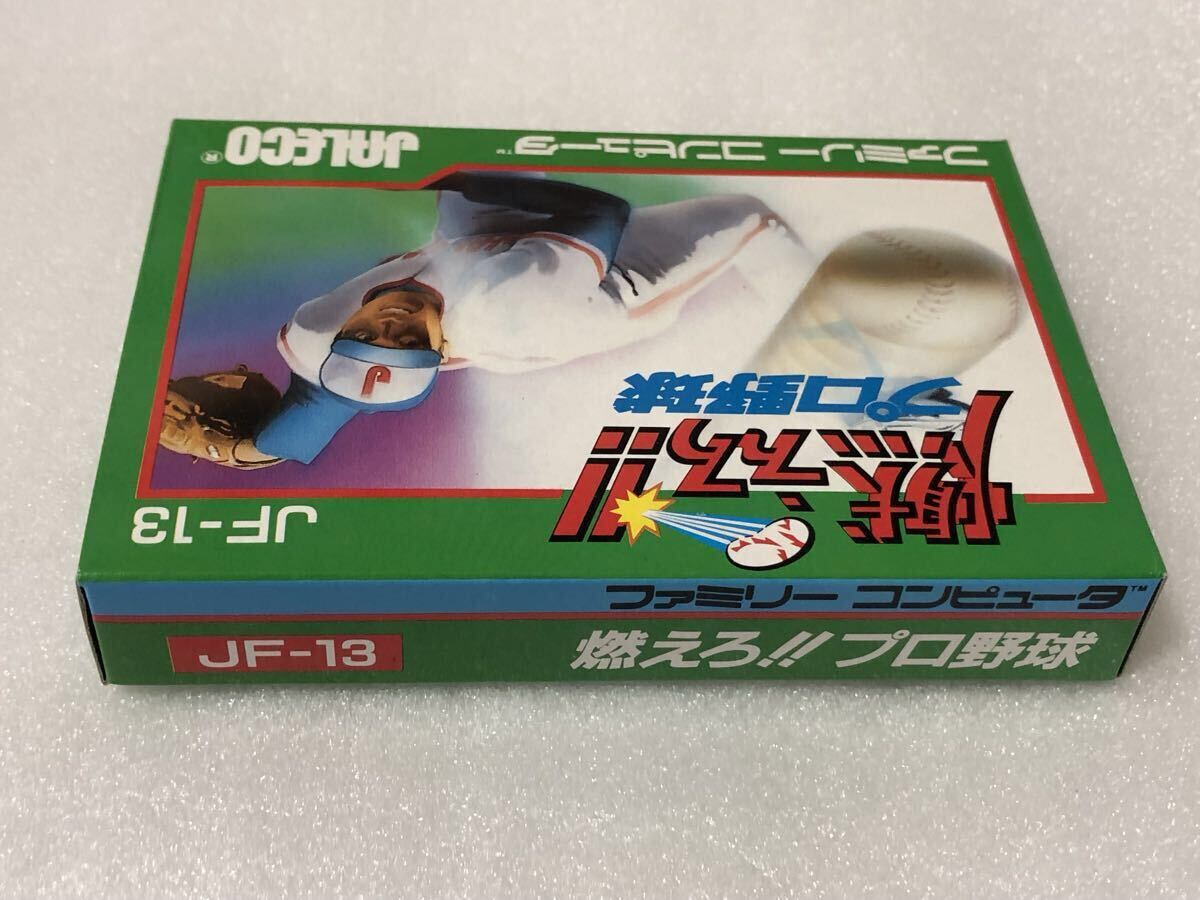 JF-13
燃えろ!!
プロ野球
J
ファミリー コンピュータ™
JALECO®
ファミリー コンピュータ™
JF-13
燃えろ!! プロ野球